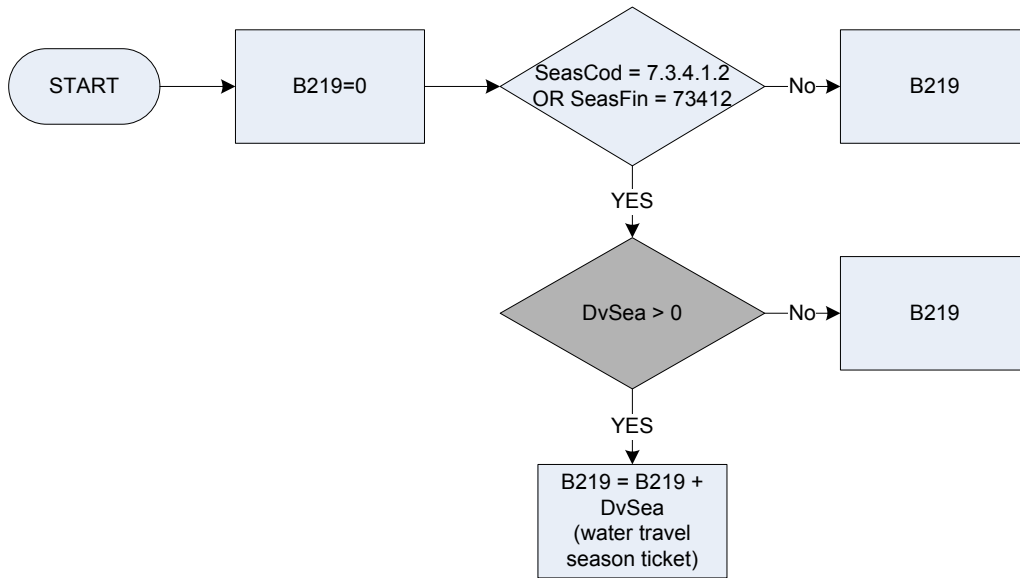 START
B219=0
SeasCod = 7.3.4.1.2
OR SeasFin = 73412
No
B219
YES
DvSea > 0
No
B219
YES
B219 = B219 +
DvSea
(water travel
season ticket)